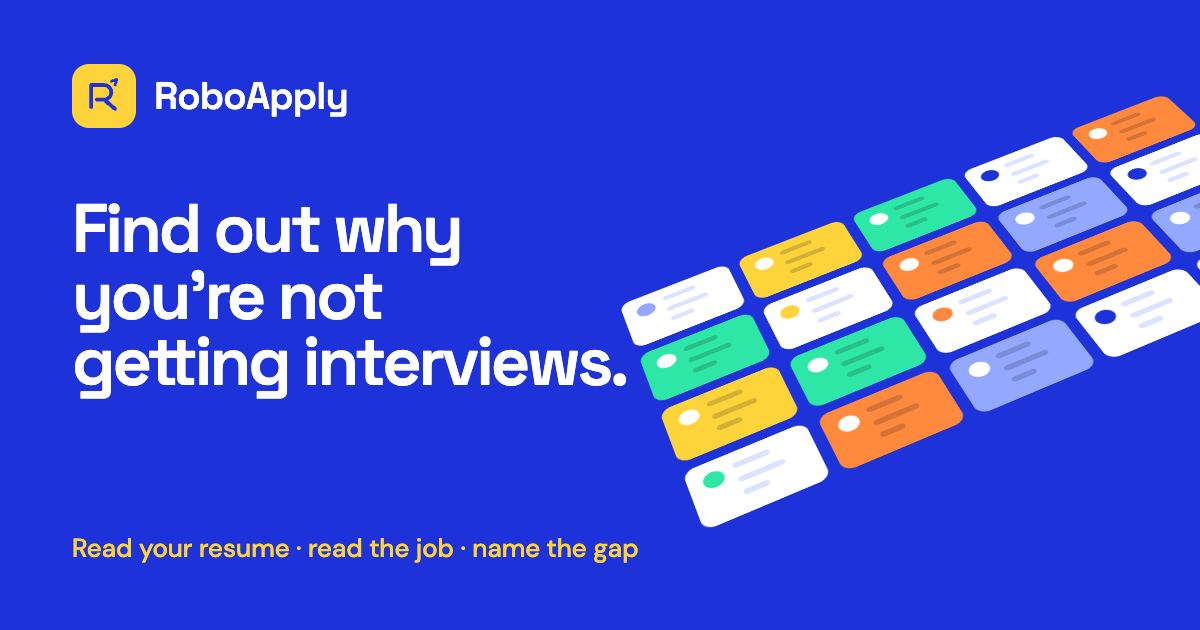 RoboApply
Find out why
you’re not
getting interviews.
Read your resume · read the job · name the gap